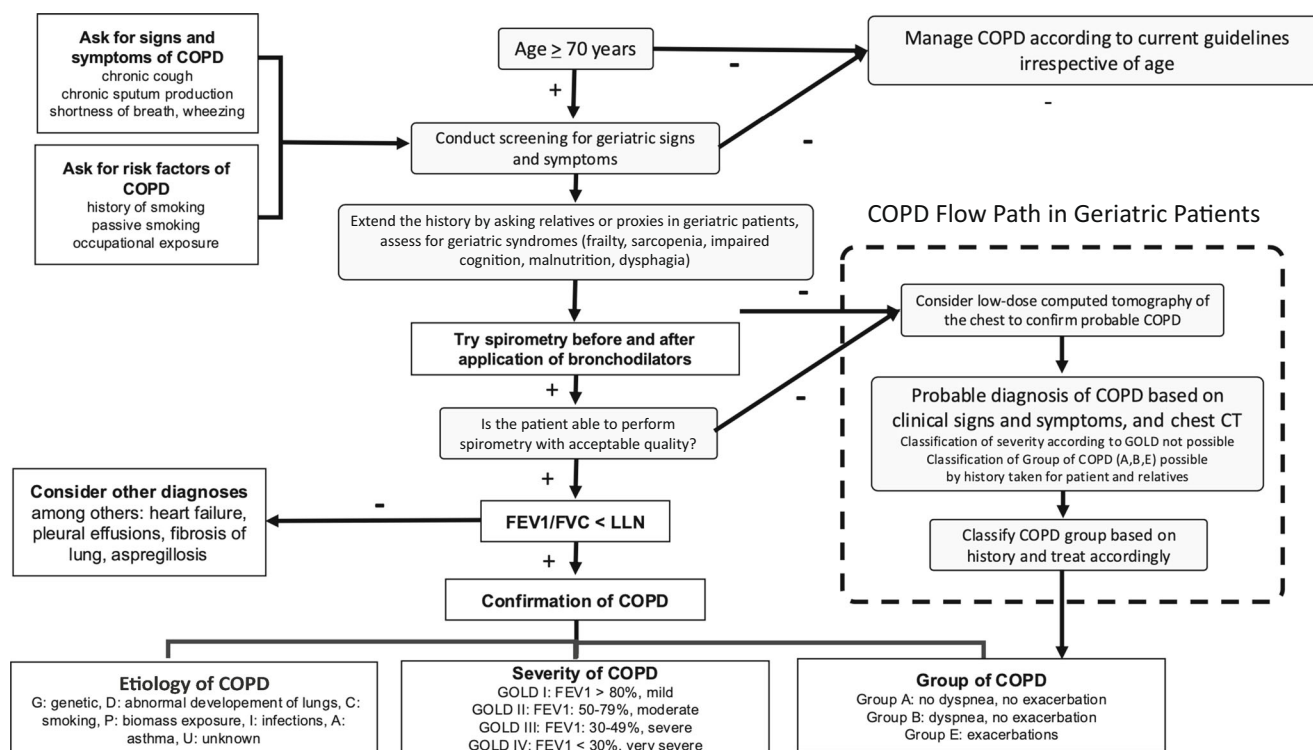 Ask for signs and
symptoms of COPD
chronic cough
chronic sputum production
shortness of breath, wheezing
Ask for risk factors of
COPD
history of smoking
passive smoking
occupational exposure
Age ≥ 70 years
-
+
Manage COPD according to current guidelines
irrespective of age
-
Conduct screening for geriatric signs
and symptoms
-
Extend the history by asking relatives or proxies in geriatric patients,
assess for geriatric syndromes (frailty, sarcopenia, impaired
cognition, malnutrition, dysphagia)
-
Try spirometry before and after
application of bronchodilators
+
-
Is the patient able to perform
spirometry with acceptable quality?
+
FEV1/FVC < LLN
-
+
Consider other diagnoses
among others: heart failure,
pleural effusions, fibrosis of
lung, aspregillosis
Confirmation of COPD
COPD Flow Path in Geriatric Patients
Consider low-dose computed tomography of
the chest to confirm probable COPD
Probable diagnosis of COPD based on
clinical signs and symptoms, and chest CT
Classification of severity according to GOLD not possible
Classification of Group of COPD (A,B,E) possible
by history taken for patient and relatives
Classify COPD group based on
history and treat accordingly
Etiology of COPD
G: genetic, D: abnormal developement of lungs, C:
smoking, P: biomass exposure, I: infections, A:
asthma, U: unknown
Severity of COPD
GOLD I: FEV1 > 80%, mild
GOLD II: FEV1: 50-79%, moderate
GOLD III: FEV1: 30-49%, severe
GOLD IV: FEV1 < 30%, very severe
Group of COPD
Group A: no dyspnea, no exacerbation
Group B: dyspnea, no exacerbation
Group E: exacerbations